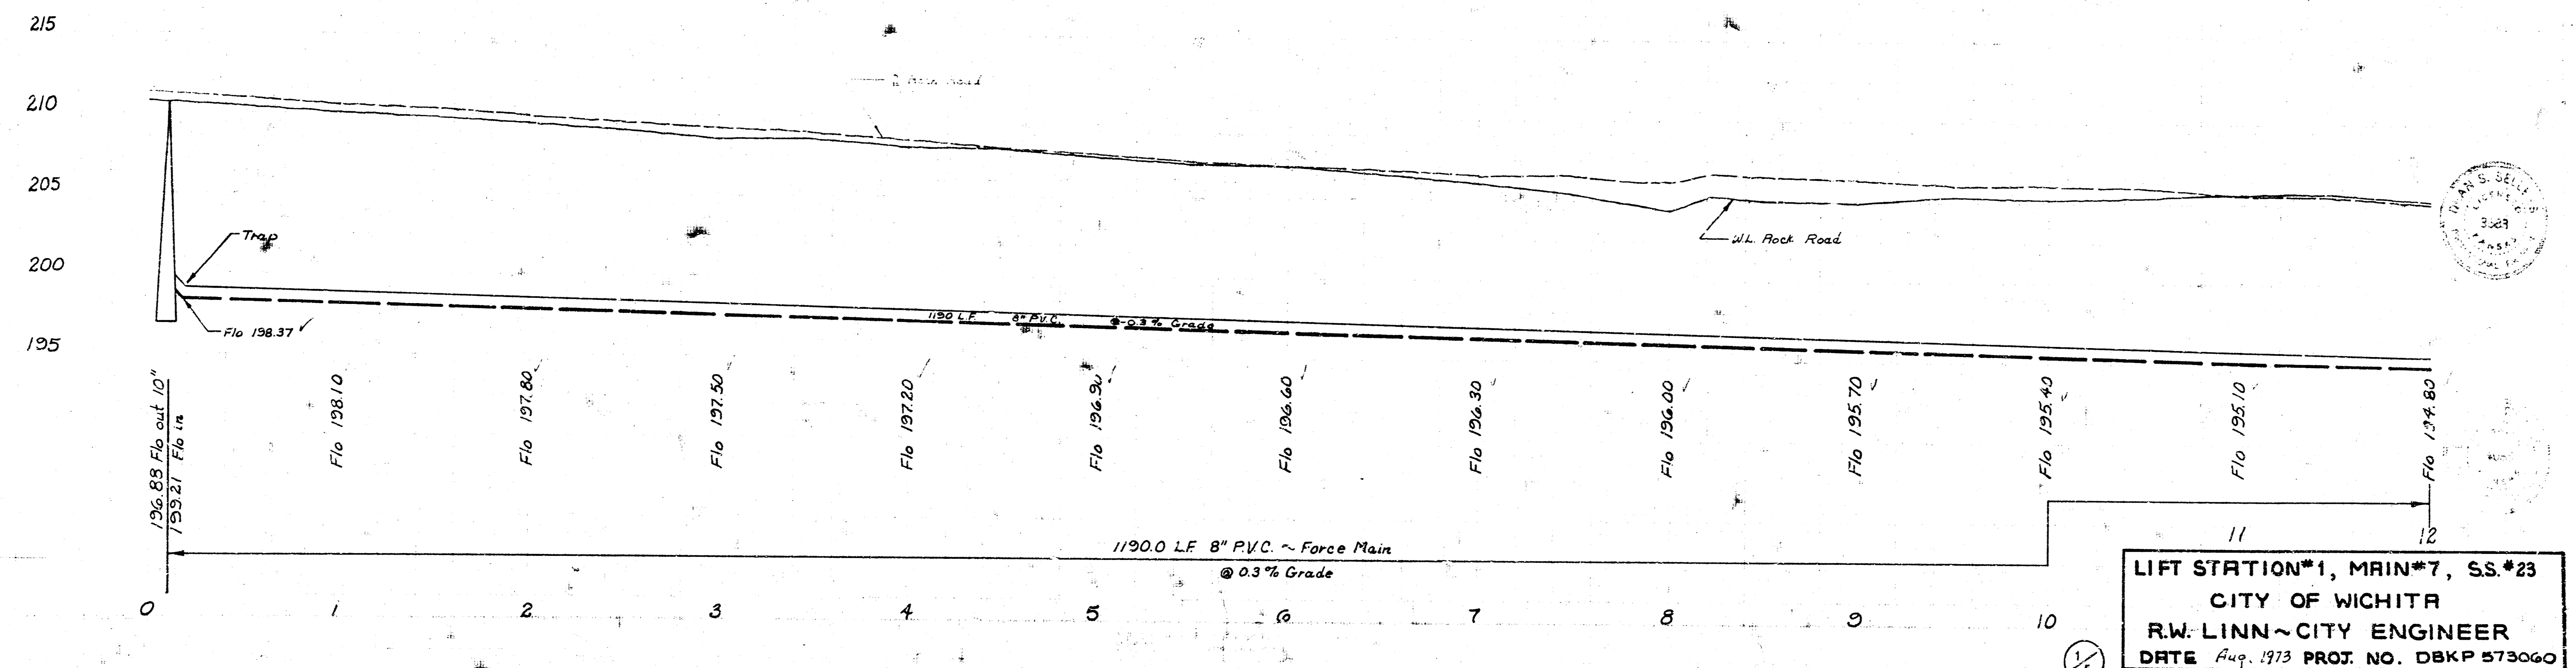 215
210
205
200
195
Trap
Flo 198.37
W.L. Rock Road
1190 L.F. 8" P.V.C. @-0.3% Grade
196.88 Flo out 10"
199.21 Flo in
Flo 198.10
Flo 197.80
Flo 197.50
Flo 197.20
Flo 196.90
Flo 196.60
Flo 196.30
Flo 196.00
Flo 195.70
Flo 195.40
Flo 195.10
Flo 194.80
1190.0 L.F. 8" P.V.C. ~ Force Main
@ 0.3% Grade
0 1 2 3 4 5 6 7 8 9 10 11 12
LIFT STATION #1, MAIN #7, S.S. #23
CITY OF WICHITA
R.W. LINN ~ CITY ENGINEER
DATE Aug. 1973 PROJ. NO. DBKP 573060